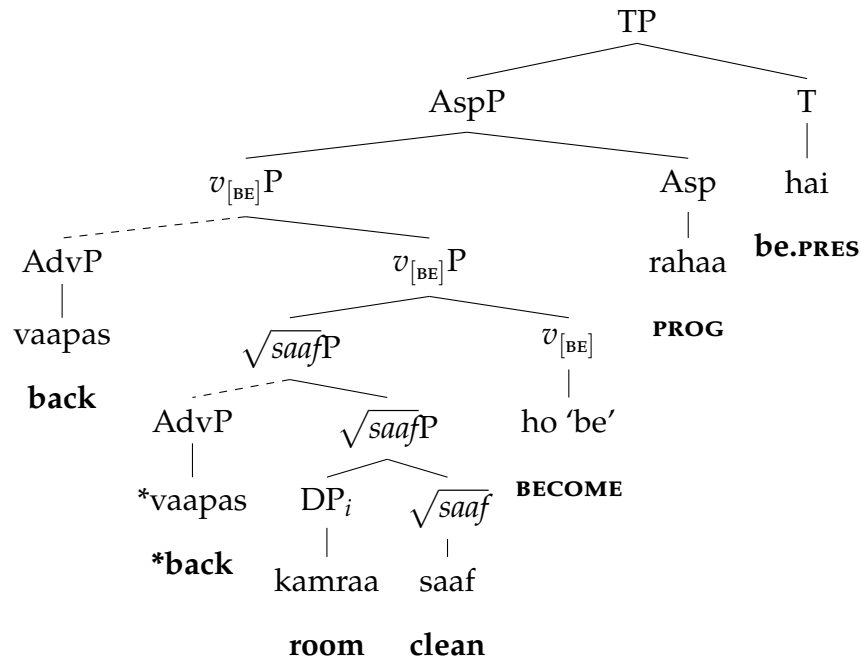 TP
AspP T
v[BE]P Asp hai
AdvP v[BE]P rahaa be.PRES
vaapas √saafP v[BE] PROG
back AdvP √saafP ho ‘be’
*vaapas DPi √saaf BECOME
*back kamraa saaf
room clean